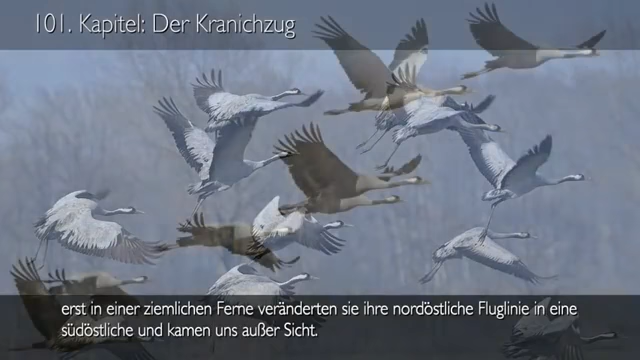 101. Kapitel: Der Kranichzug
erst in einer ziemlichen Ferne veränderten sie ihre nordöstliche Fluglinie in eine
südöstliche und kamen uns außer Sicht.